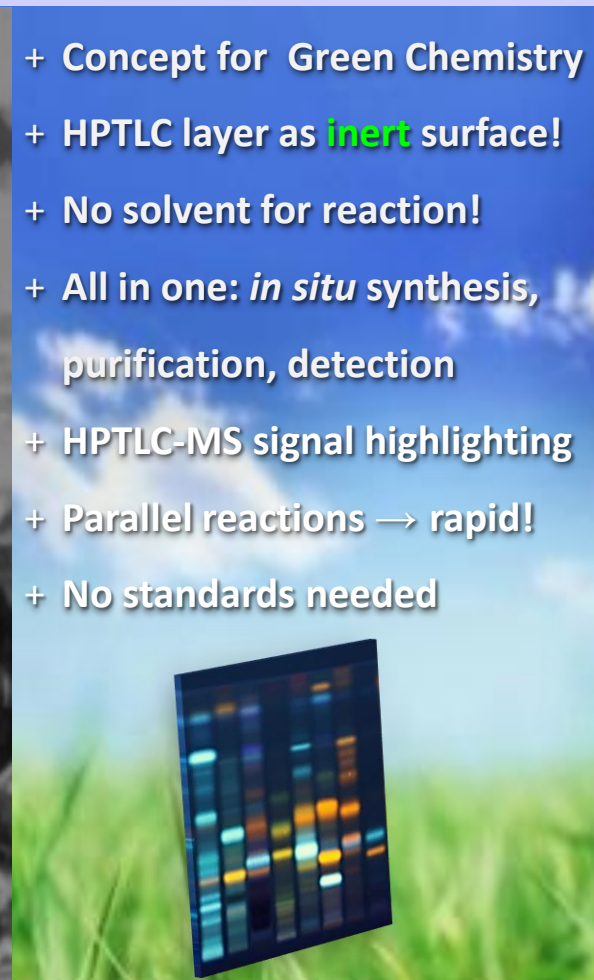 + Concept for Green Chemistry
+ HPTLC layer as inert surface!
+ No solvent for reaction!
+ All in one: in situ synthesis,
purification, detection
+ HPTLC-MS signal highlighting
+ Parallel reactions → rapid!
+ No standards needed